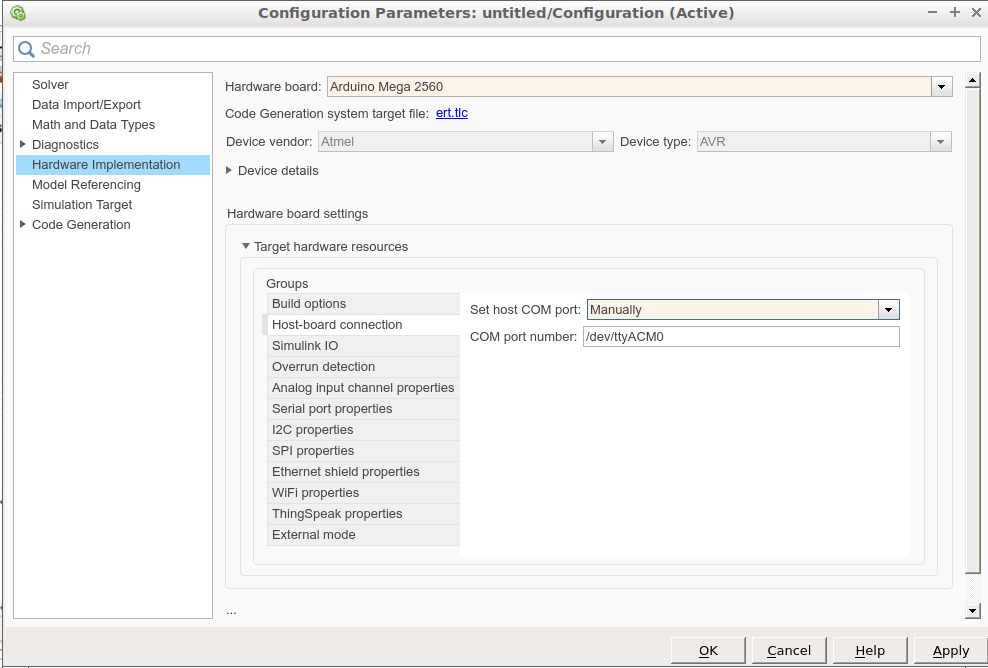 Configuration Parameters: untitled/Configuration (Active)
Search
Solver
Data Import/Export
Math and Data Types
Diagnostics
Hardware Implementation
Model Referencing
Simulation Target
Code Generation
Hardware board: Arduino Mega 2560
Code Generation system target file: ert.tlc
Device vendor: Atmel Device type: AVR
Device details
Hardware board settings
Target hardware resources
Groups
Build options
Host-board connection
Simulink IO
Overrun detection
Analog input channel properties
Serial port properties
I2C properties
SPI properties
Ethernet shield properties
WiFi properties
ThingSpeak properties
External mode
Set host COM port: Manually
COM port number: /dev/ttyACM0
...
OK Cancel Help Apply